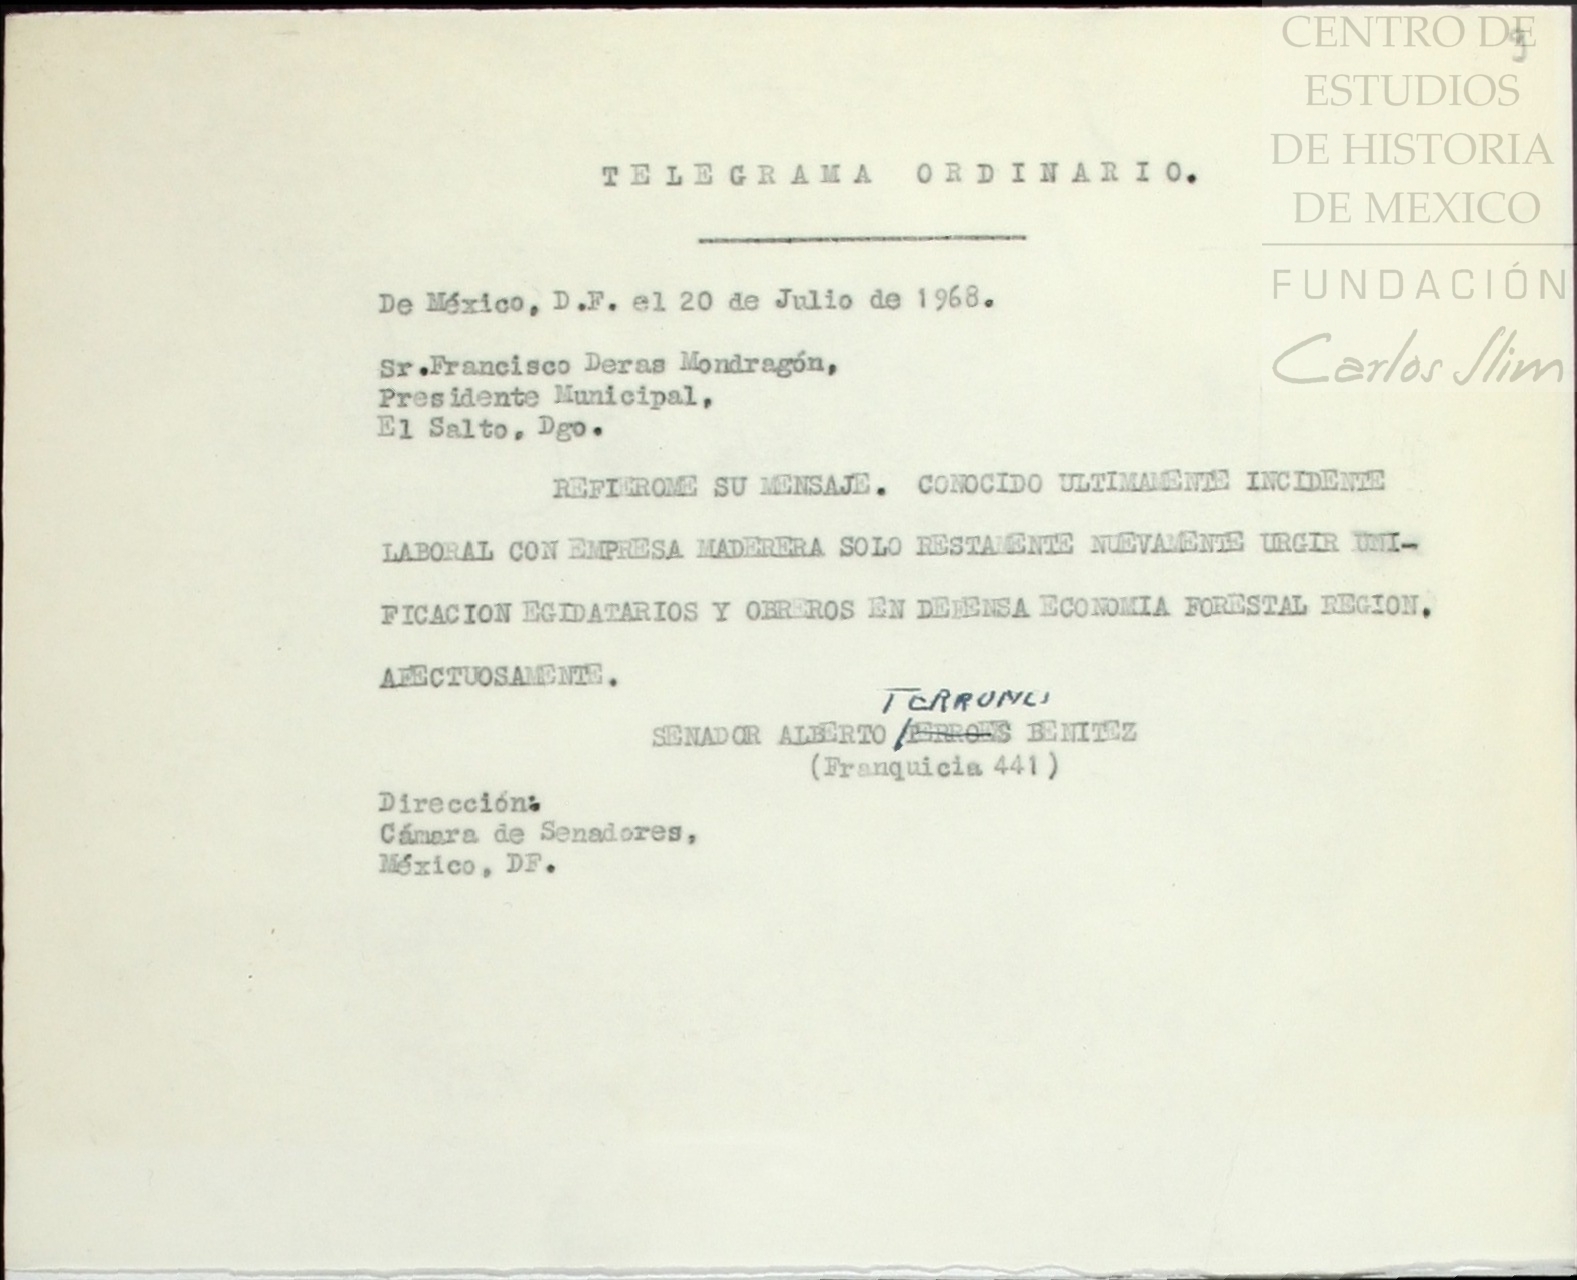 CENTRO DE
ESTUDIOS
DE HISTORIA
DE MEXICO
FUNDACIÓN
Carlos Slim
TELEGRAMA ORDINARIO.
De México, D.F. el 20 de Julio de 1968.
Sr.Francisco Deras Mondragón,
Presidente Municipal,
El Salto, Dgo.
REFIEROME SU MENSAJE. CONOCIDO ULTIMAMENTE INCIDENTE
LABORAL CON EMPRESA MADERERA SOLO RESTAMENTE NUEVAMENTE URGIR UNI-
FICACION EGIDATARIOS Y OBREROS EN DEFENSA ECONOMIA FORESTAL REGION.
AFECTUOSAMENTE.
TERRONES
SENADOR ALBERTO BENITEZ
(Franquicia 441)
Dirección:
Cámara de Senadores,
México, DF.